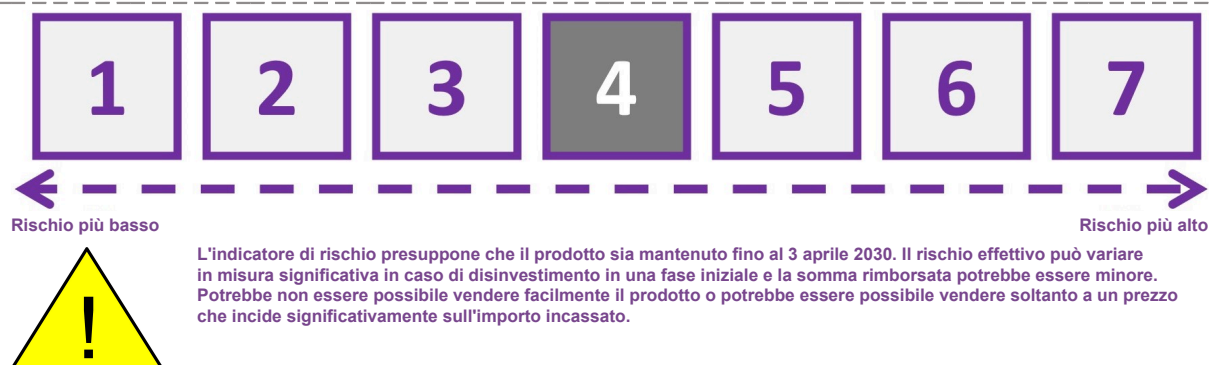 1 2 3 4 5 6 7
Rischio più basso Rischio più alto
L'indicatore di rischio presuppone che il prodotto sia mantenuto fino al 3 aprile 2030. Il rischio effettivo può variare
in misura significativa in caso di disinvestimento in una fase iniziale e la somma rimborsata potrebbe essere minore.
Potrebbe non essere possibile vendere facilmente il prodotto o potrebbe essere possibile vendere soltanto a un prezzo
che incide significativamente sull'importo incassato.
!